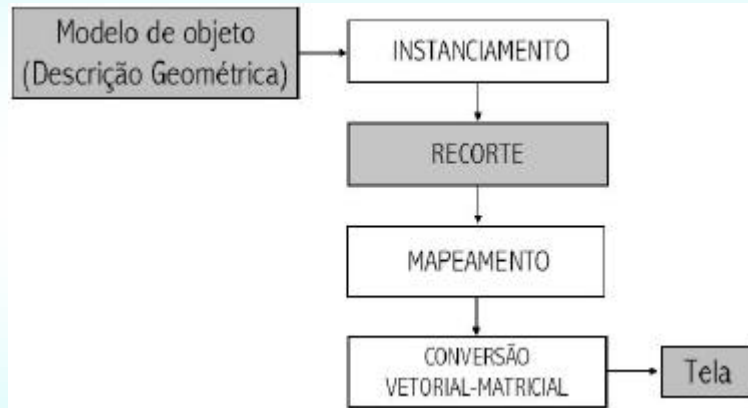 Modelo de objeto
(Descrição Geométrica)
INSTANCIAMENTO
RECORTE
MAPEAMENTO
CONVERSÃO
VETORIAL-MATRICIAL
Tela